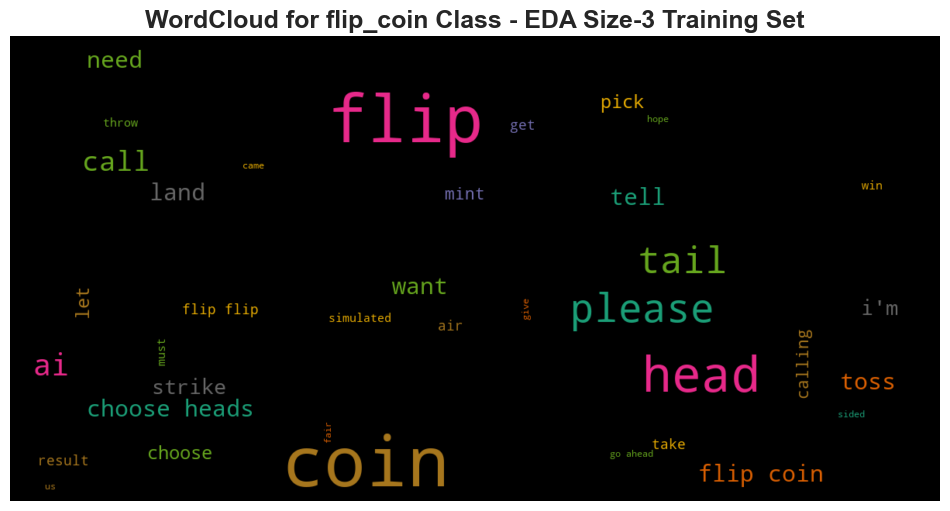 WordCloud for flip_coin Class - EDA Size-3 Training Set
need
flip
pick
hope
throw
get
call
came
land
mint
tell
win
tail
want
let
flip flip
simulated
air
give
please
i'm
must
ai
strike
head
calling
toss
choose heads
sided
fair
choose
coin
take
go ahead
result
flip coin
us